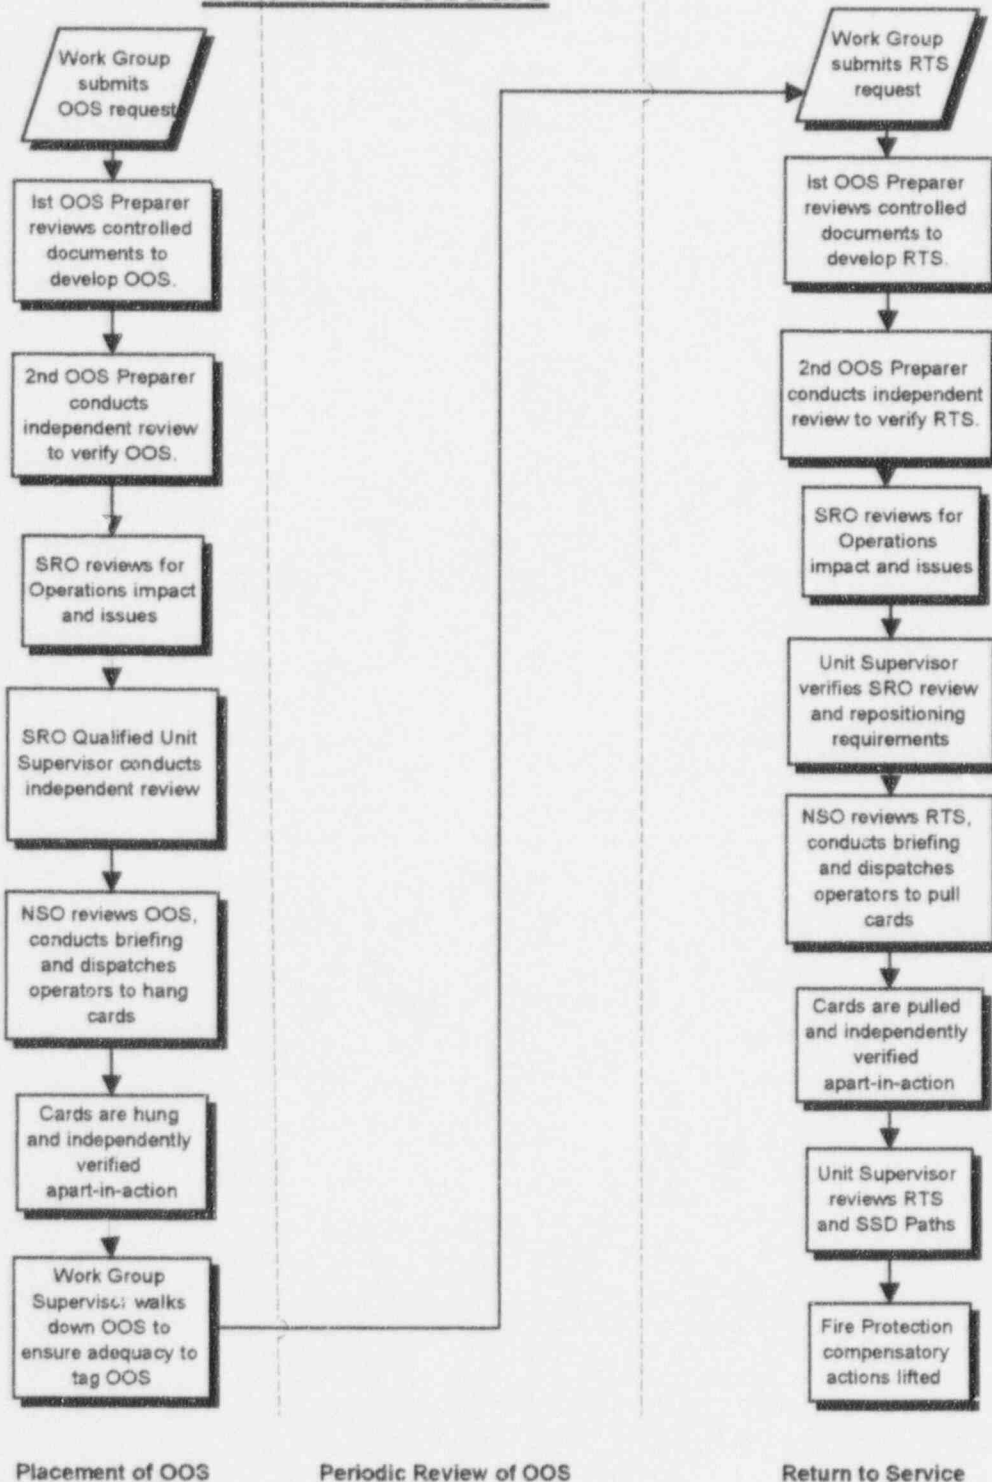 Work Group
submits
OOS request
Ist OOS Preparer
reviews controlled
documents to
develop OOS.
2nd OOS Preparer
conducts
independent review
to verify OOS.
SRO reviews for
Operations impact
and issues
SRO Qualified Unit
Supervisor conducts
independent review
NSO reviews OOS,
conducts briefing
and dispatches
operators to hang
cards
Cards are hung
and independently
verified
apart-in-action
Work Group
Supervisor walks
down OOS to
ensure adequacy to
tag OOS
Placement of OOS
Periodic Review of OOS
Work Group
submits RTS
request
Ist OOS Preparer
reviews controlled
documents to
develop RTS.
2nd OOS Preparer
conducts independent
review to verify RTS.
SRO reviews for
Operations
impact and issues
Unit Supervisor
verifies SRO review
and repositioning
requirements
NSO reviews RTS,
conducts briefing
and dispatches
operators to pull
cards
Cards are pulled
and independently
verified
apart-in-action
Unit Supervisor
reviews RTS
and SSD Paths
Fire Protection
compensatory
actions lifted
Return to Service